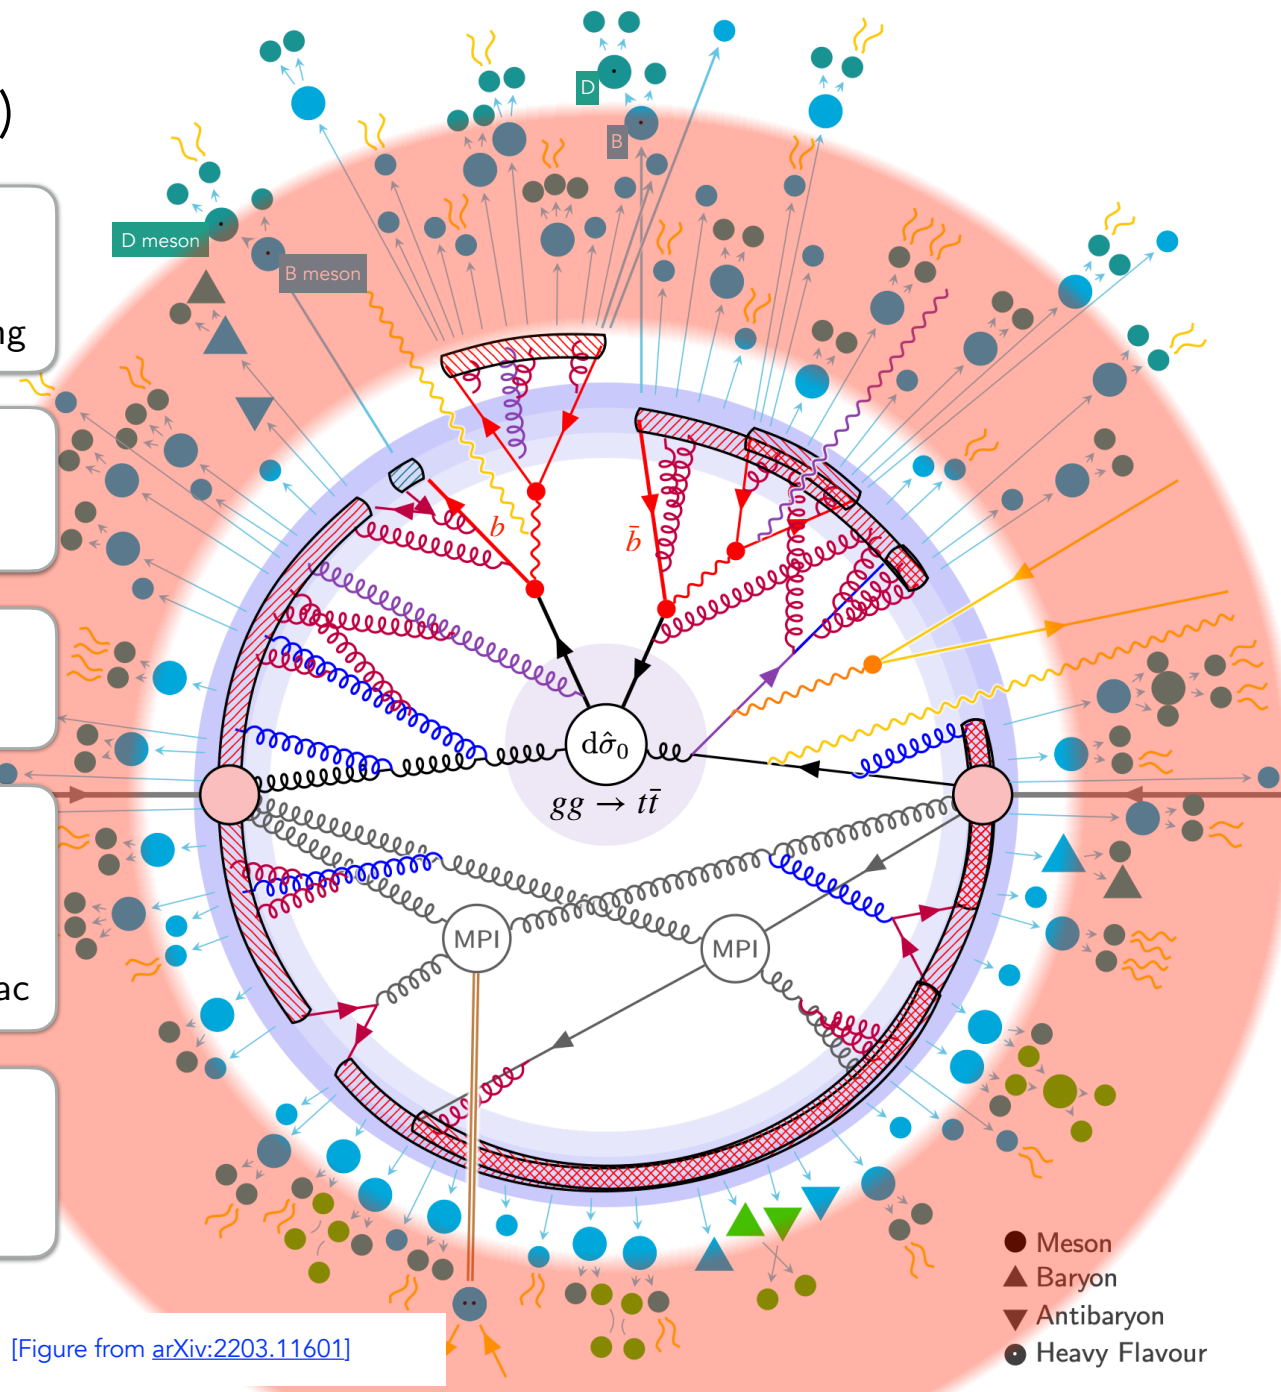 )
D
B
D meson
B meson
ng
b
b̄
dσ̂₀
gg → tt̄
MPI
MPI
ac
Meson
Baryon
Antibaryon
Heavy Flavour
[Figure from arXiv:2203.11601]